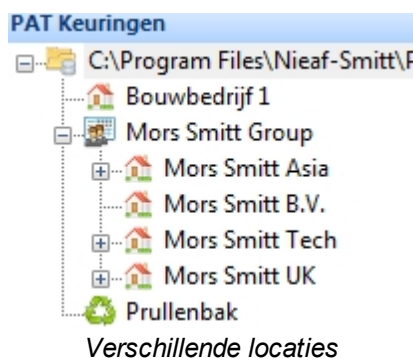 PAT Keuringen
C:\Program Files\Nieaf-Smitt\P
Bouwbedrijf 1
Mors Smitt Group
Mors Smitt Asia
Mors Smitt B.V.
Mors Smitt Tech
Mors Smitt UK
Prullenbak
Verschillende locaties